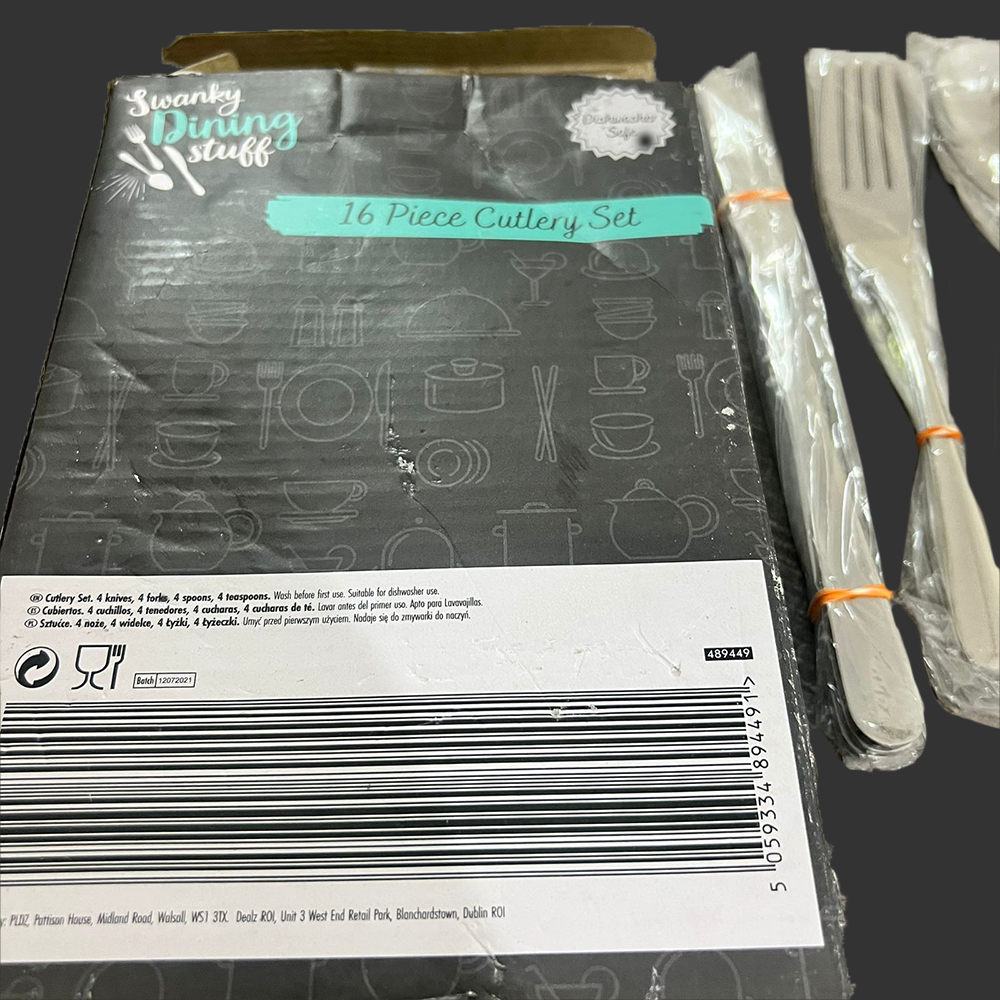 Swanky
Dining
stuff
Dishwasher
Safe
16 Piece Cutlery Set
EN Cutlery Set. 4 knives, 4 forks, 4 spoons, 4 teaspoons. Wash before first use. Suitable for dishwasher use.
ES Cubiertos. 4 cuchillos, 4 tenedores, 4 cucharas, 4 cucharas de té. Lavar antes del primer uso. Apto para Lavavajillas.
PL Sztućce. 4 noże, 4 widelce, 4 łyżki, 4 łyżeczki. Umyć przed pierwszym użyciem. Nadaje się do zmywarki do naczyń.
489449
Batch 12072021
5 059334 894491 >
y: PLDZ, Pattison House, Midland Road, Walsall, WS1 3TX. Dealz ROI, Unit 3 West End Retail Park, Blanchardstown, Dublin ROI